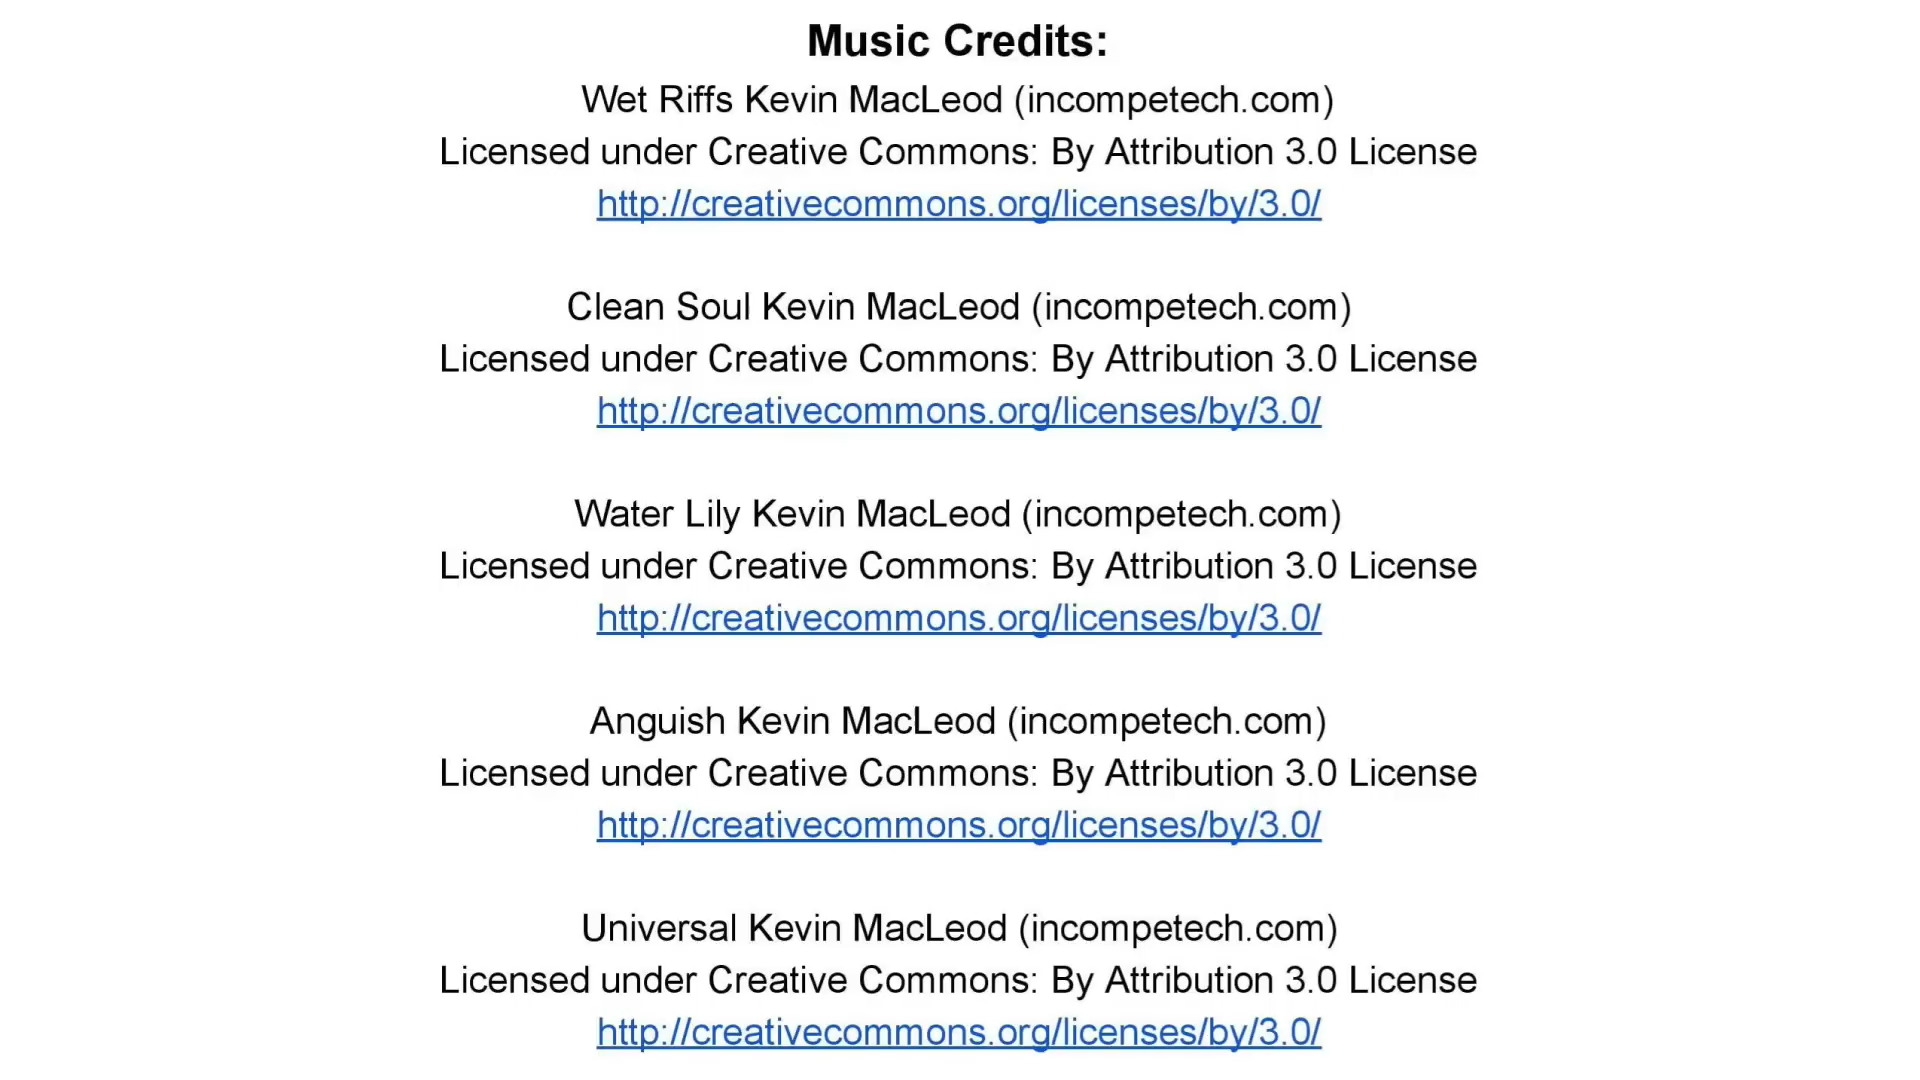 Music Credits:
Wet Riffs Kevin MacLeod (incompetech.com)
Licensed under Creative Commons: By Attribution 3.0 License
http://creativecommons.org/licenses/by/3.0/
Clean Soul Kevin MacLeod (incompetech.com)
Licensed under Creative Commons: By Attribution 3.0 License
http://creativecommons.org/licenses/by/3.0/
Water Lily Kevin MacLeod (incompetech.com)
Licensed under Creative Commons: By Attribution 3.0 License
http://creativecommons.org/licenses/by/3.0/
Anguish Kevin MacLeod (incompetech.com)
Licensed under Creative Commons: By Attribution 3.0 License
http://creativecommons.org/licenses/by/3.0/
Universal Kevin MacLeod (incompetech.com)
Licensed under Creative Commons: By Attribution 3.0 License
http://creativecommons.org/licenses/by/3.0/